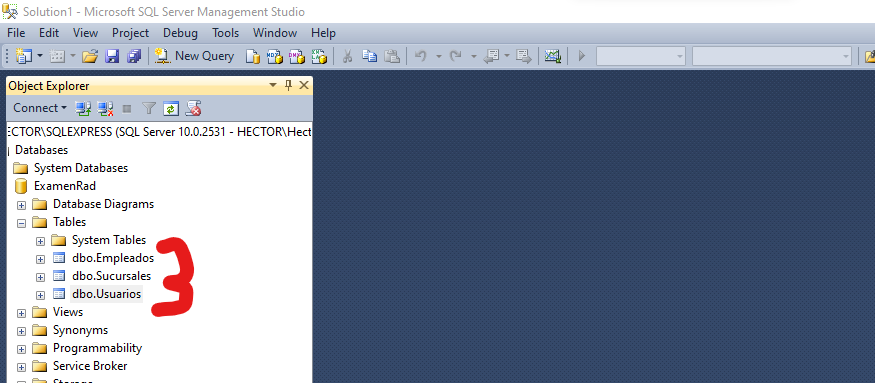 Solution1 - Microsoft SQL Server Management Studio
File Edit View Project Debug Tools Window Help
New Query
Object Explorer
Connect
ECTOR\SQLEXPRESS (SQL Server 10.0.2531 - HECTOR\Hect
Databases
System Databases
ExamenRad
Database Diagrams
Tables
System Tables
dbo.Empleados
dbo.Sucursales
dbo.Usuarios
3
Views
Synonyms
Programmability
Service Broker
Storage